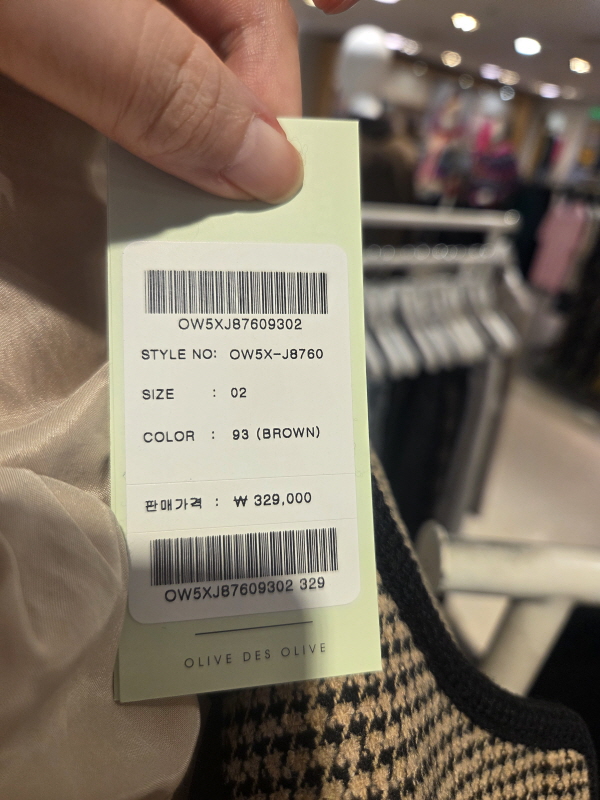 OW5XJ87609302
STYLE NO: OW5X-J8760
SIZE : 02
COLOR : 93 (BROWN)
판매가격 : ₩ 329,000
OW5XJ87609302 329
OLIVE DES OLIVE